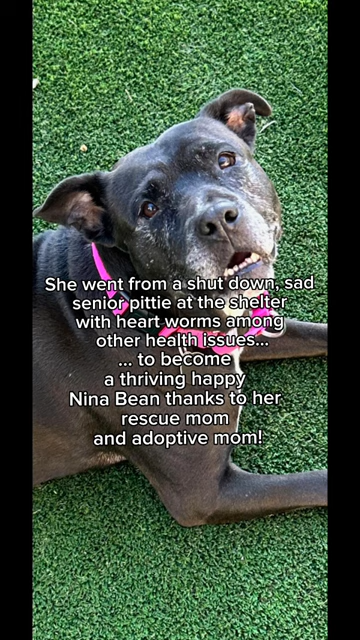 She went from a shut down, sad
senior pittie at the shelter
with heart worms among
other health issues...
... to become
a thriving happy
Nina Bean thanks to her
rescue mom
and adoptive mom!